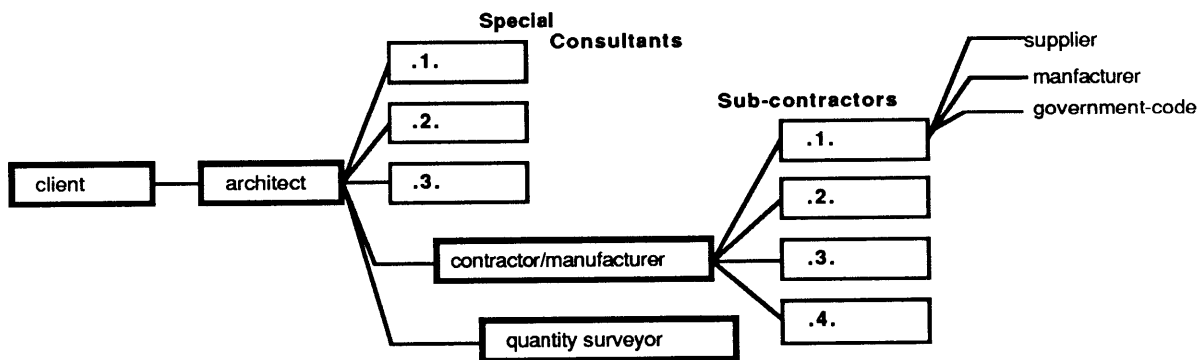 Special
Consultants
.1.
.2.
.3.
client
architect
contractor/manufacturer
quantity surveyor
Sub-contractors
.1.
.2.
.3.
.4.
supplier
manfacturer
government-code